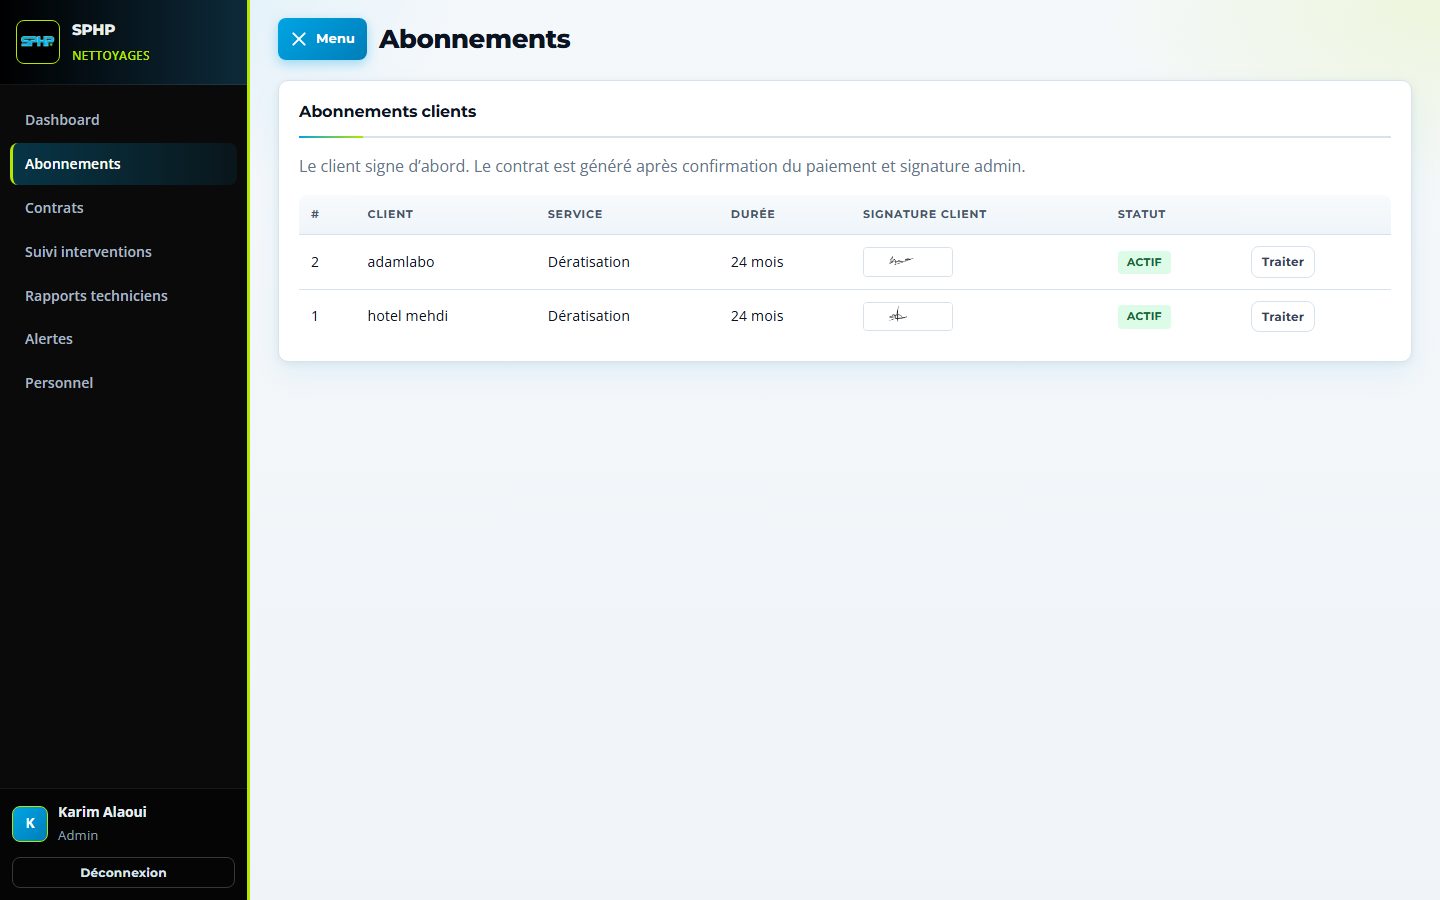 SPHP
SPHP
NETTOYAGES
Dashboard
Abonnements
Contrats
Suivi interventions
Rapports techniciens
Alertes
Personnel
Karim Alaoui
K
Admin
Déconnexion
Menu
Abonnements
Abonnements clients
Le client signe d’abord. Le contrat est généré après confirmation du paiement et signature admin.
# CLIENT SERVICE DURÉE SIGNATURE CLIENT STATUT
2 adamlabo Dératisation 24 mois ACTIF Traiter
1 hotel mehdi Dératisation 24 mois ACTIF Traiter